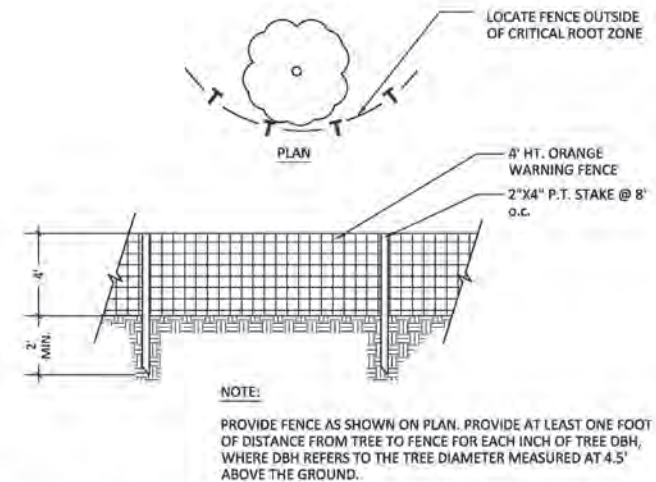 LOCATE FENCE OUTSIDE
OF CRITICAL ROOT ZONE
PLAN
4' HT. ORANGE
WARNING FENCE
2"X4" P.T. STAKE @ 8'
o.c.
4'
2'
MIN.
NOTE:
PROVIDE FENCE AS SHOWN ON PLAN. PROVIDE AT LEAST ONE FOOT
OF DISTANCE FROM TREE TO FENCE FOR EACH INCH OF TREE DBH,
WHERE DBH REFERS TO THE TREE DIAMETER MEASURED AT 4.5'
ABOVE THE GROUND.